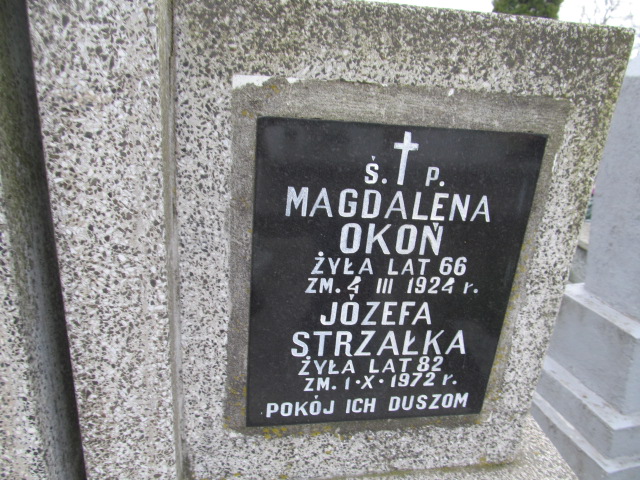 Ś. P.
MAGDALENA
OKOŃ
ŻYŁA LAT 66
ZM. 4 III 1924 r.
JÓZEFA
STRZAŁKA
ŻYŁA LAT 82
ZM. 1·X·1972 r.
POKÓJ ICH DUSZOM